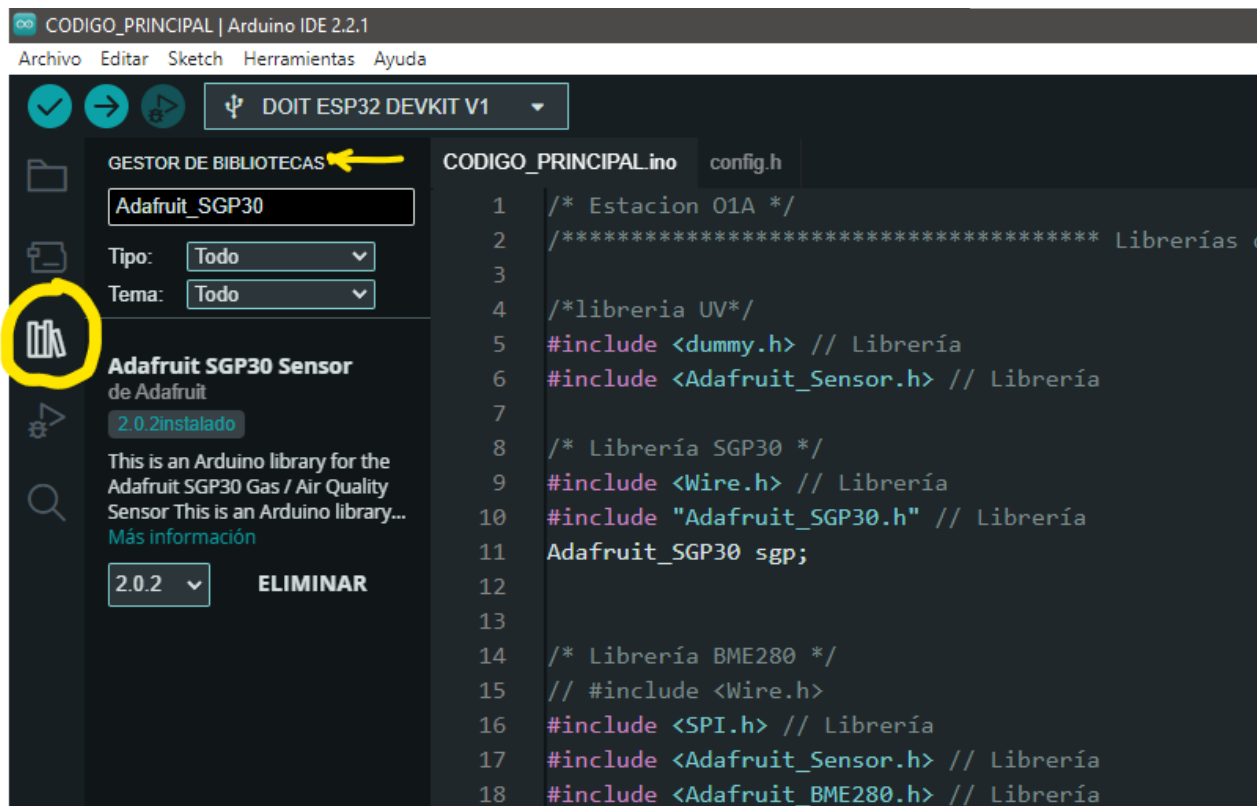 CODIGO_PRINCIPAL | Arduino IDE 2.2.1
Archivo Editar Sketch Herramientas Ayuda
DOIT ESP32 DEVKIT V1
GESTOR DE BIBLIOTECAS
Adafruit_SGP30
Tipo: Todo
Tema: Todo
Adafruit SGP30 Sensor
de Adafruit
2.0.2instalado
This is an Arduino library for the
Adafruit SGP30 Gas / Air Quality
Sensor This is an Arduino library...
Más información
2.0.2 ELIMINAR
CODIGO_PRINCIPAL.ino config.h
1 /* Estacion O1A */
2 /*************************************** Librerías
3
4 /*libreria UV*/
5 #include <dummy.h> // Librería
6 #include <Adafruit_Sensor.h> // Librería
7
8 /* Librería SGP30 */
9 #include <Wire.h> // Librería
10 #include "Adafruit_SGP30.h" // Librería
11 Adafruit_SGP30 sgp;
12
13
14 /* Librería BME280 */
15 // #include <Wire.h>
16 #include <SPI.h> // Librería
17 #include <Adafruit_Sensor.h> // Librería
18 #include <Adafruit_BME280.h> // Librería